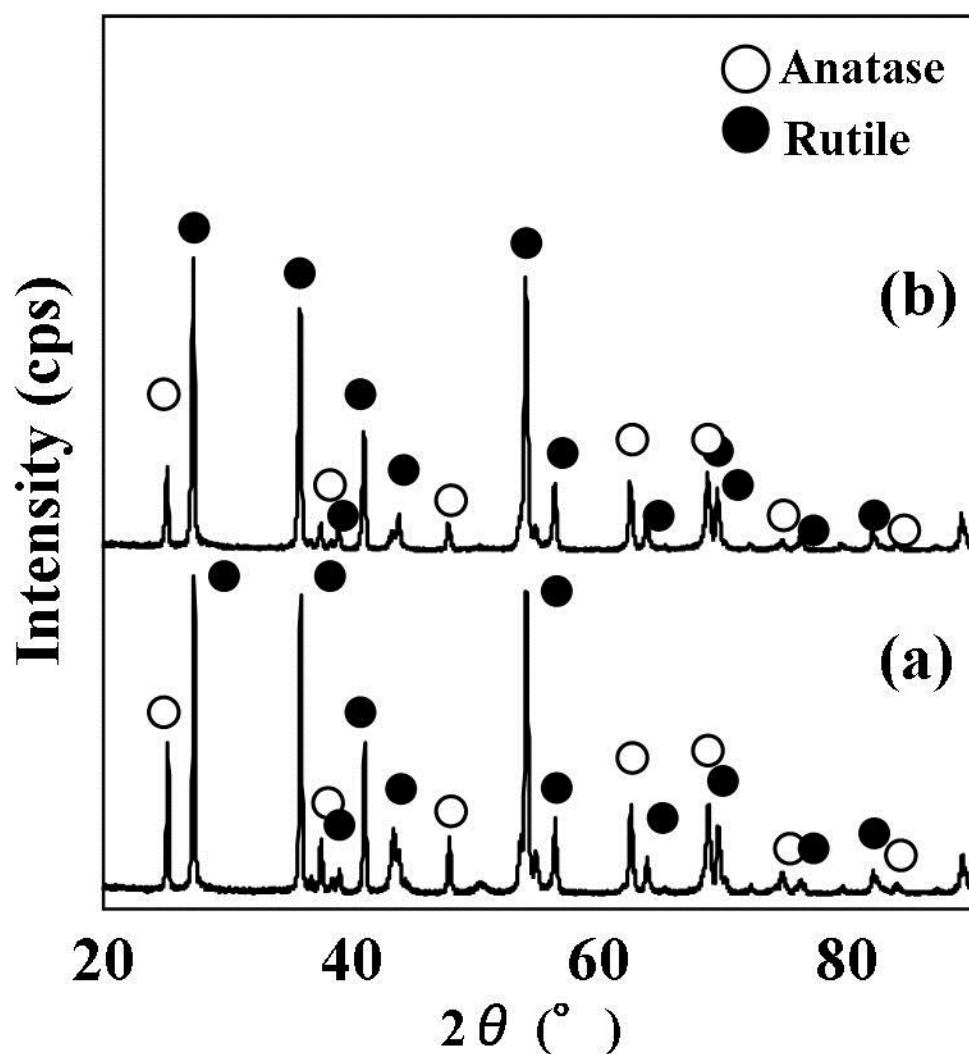 Anatase
Rutile
(b)
(a)
Intensity (cps)
20 40 60 80
2θ (°)